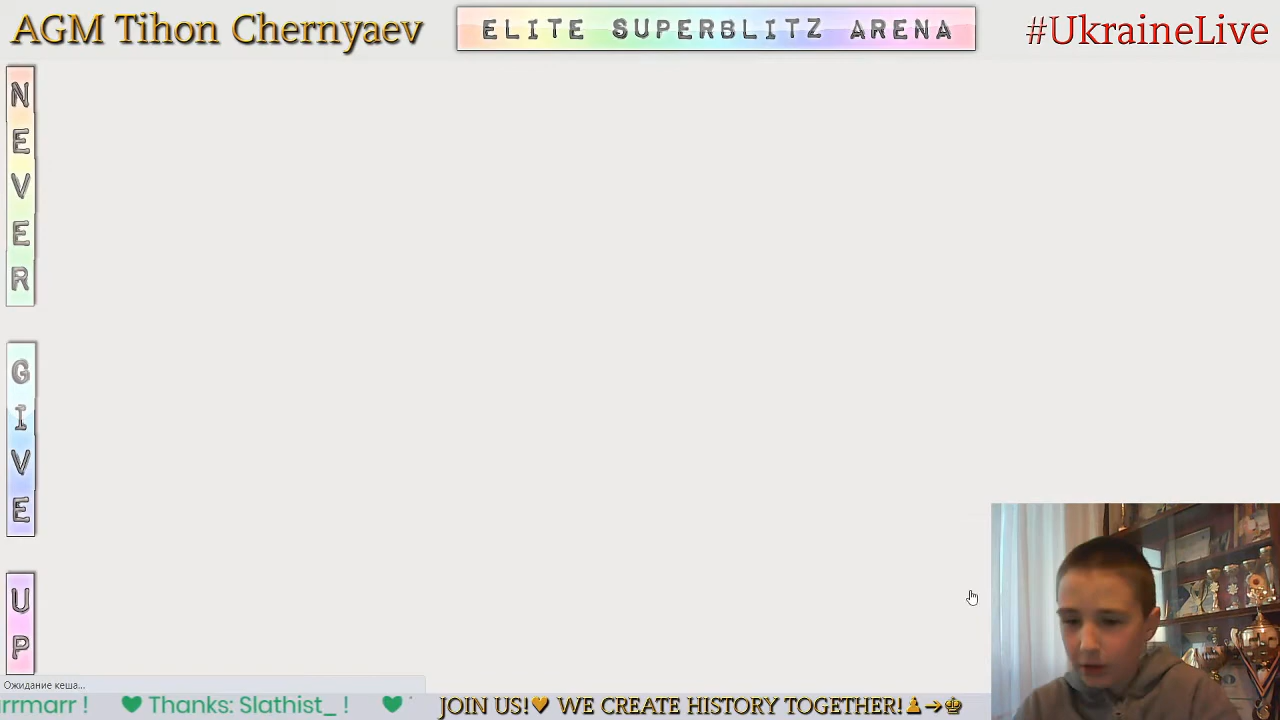 AGM Tihon Chernyaev
ELITE SUPERBLITZ ARENA
#UkraineLive
NEVER
GIVE
UP
Ожидание кеша...
rrmarr !
Thanks: Slathist_ !
JOIN US!🧡 WE CREATE HISTORY TOGETHER!♟→♚